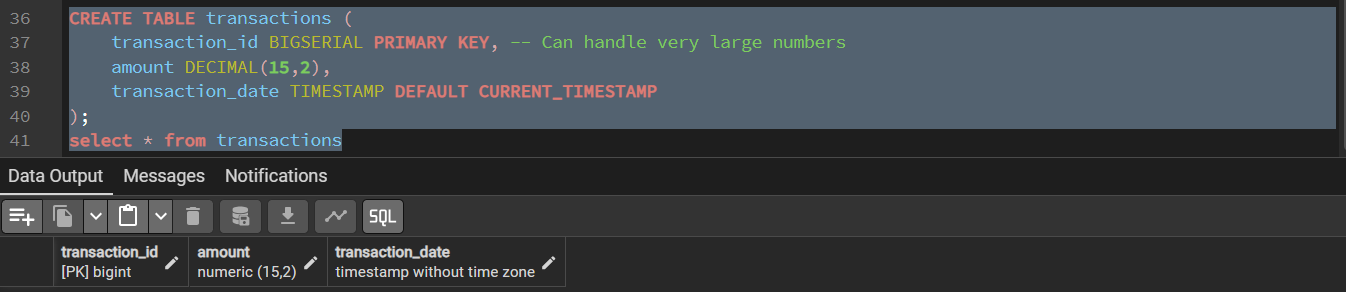 36 CREATE TABLE transactions (
37 transaction_id BIGSERIAL PRIMARY KEY, -- Can handle very large numbers
38 amount DECIMAL(15,2),
39 transaction_date TIMESTAMP DEFAULT CURRENT_TIMESTAMP
40 );
41 select * from transactions
Data Output Messages Notifications
SQL
transaction_id amount transaction_date
[PK] bigint numeric (15,2) timestamp without time zone